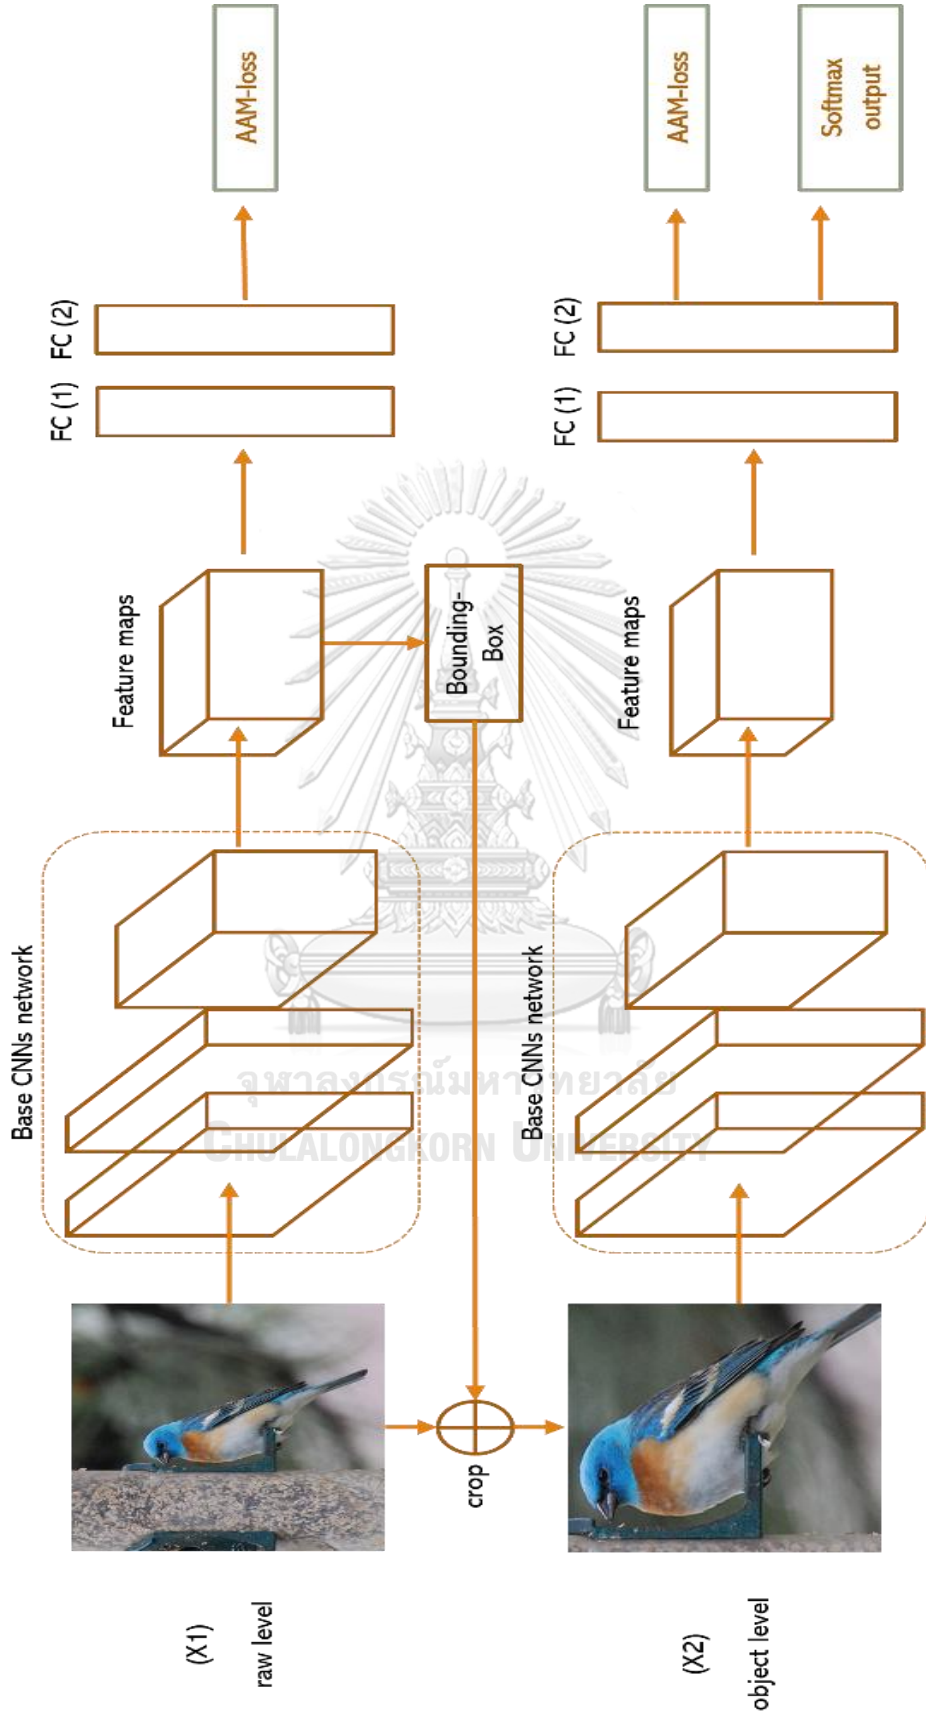 (X1)
raw level
Base CNNs network
Feature maps
FC (1)
FC (2)
AAM-loss
crop
Bounding-
Box
จุฬาลงกรณ์มหาวิทยาลัย
CHULALONGKORN UNIVERSITY
(X2)
object level
Base CNNs network
Feature maps
FC (1)
FC (2)
AAM-loss
Softmax
output